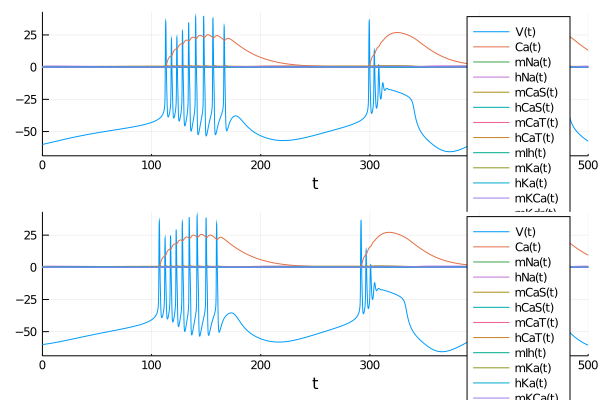 25
0
−25
−50
0
100
200
300
500
t
V(t)
Ca(t)
mNa(t)
hNa(t)
mCaS(t)
hCaS(t)
mCaT(t)
hCaT(t)
mIh(t)
mKa(t)
hKa(t)
mKCa(t)
mKdr(t)
25
0
−25
−50
0
100
200
300
500
t
V(t)
Ca(t)
mNa(t)
hNa(t)
mCaS(t)
hCaS(t)
mCaT(t)
hCaT(t)
mIh(t)
mKa(t)
hKa(t)
mKCa(t)